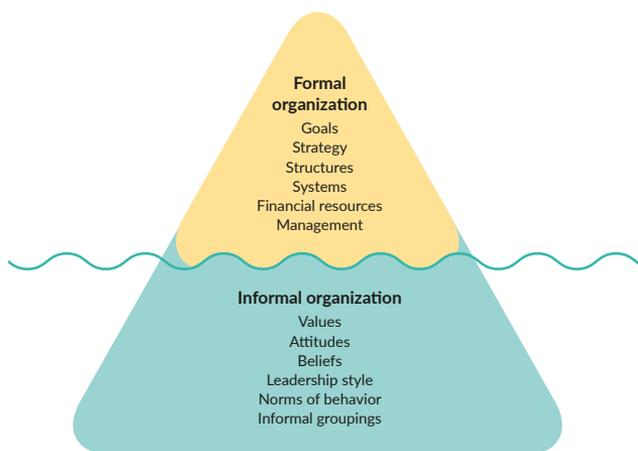 Formal
organization
Goals
Strategy
Structures
Systems
Financial resources
Management
Informal organization
Values
Attitudes
Beliefs
Leadership style
Norms of behavior
Informal groupings